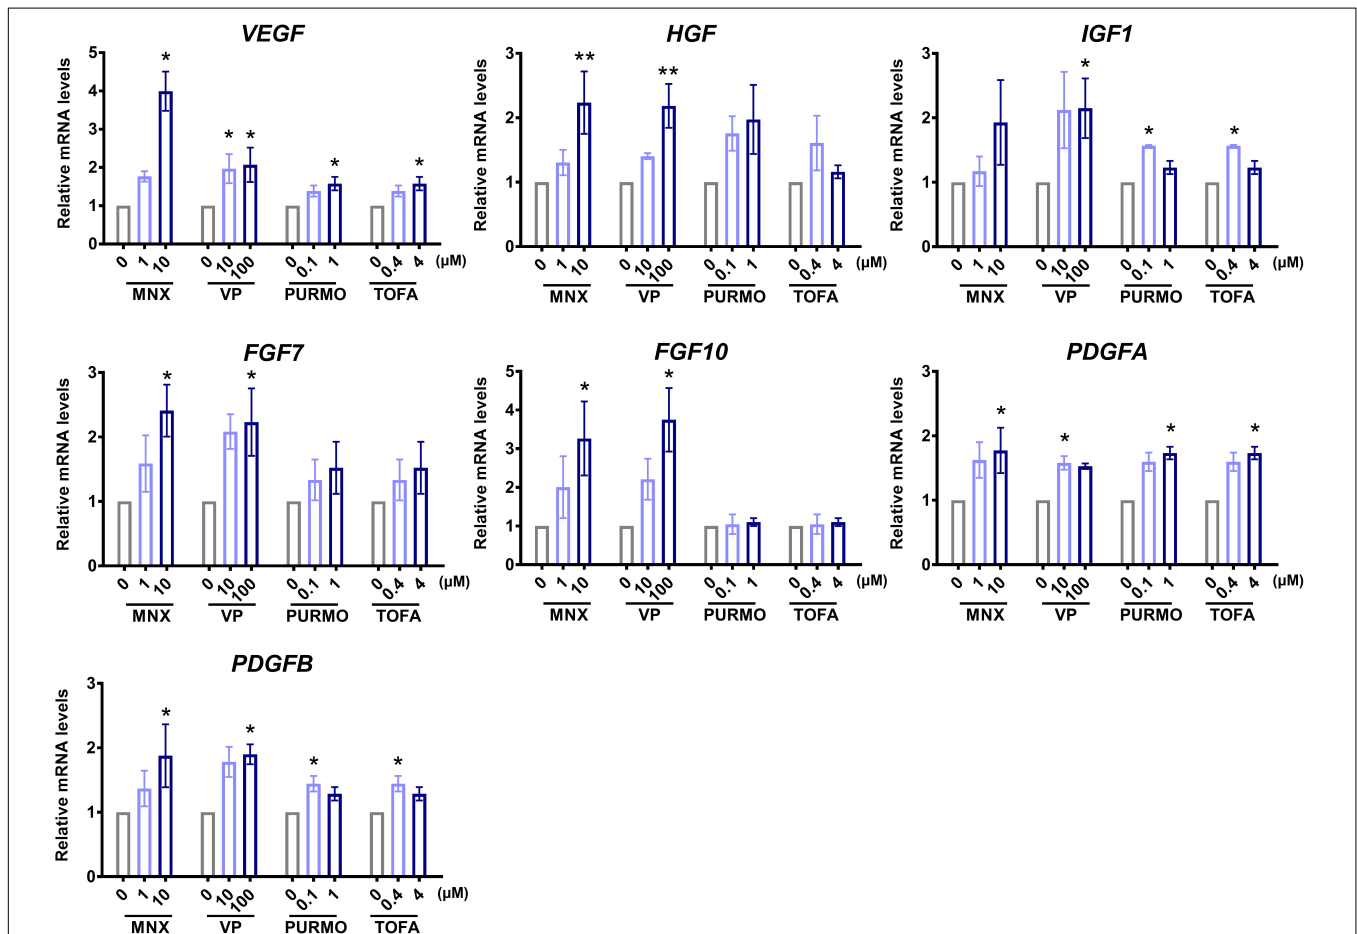 VEGF
Relative mRNA levels
5
4
3
2
1
0
* * * * *
0 1 10 0 10 100 0 0.1 1 0 0.4 4 (µM)
MNX VP PURMO TOFA
HGF
Relative mRNA levels
3
2
1
0
** **
0 1 10 0 10 100 0 0.1 1 0 0.4 4
MNX VP PURMO TOFA
IGF1
Relative mRNA levels
3
2
1
0
* * *
0 1 10 0 10 100 0 0.1 1 0 0.4 4 (µM)
MNX VP PURMO TOFA
FGF7
Relative mRNA levels
3
2
1
0
* *
0 1 10 0 10 100 0 0.1 1 0 0.4 4 (µM)
MNX VP PURMO TOFA
FGF10
Relative mRNA levels
5
4
3
2
1
0
* *
0 1 10 0 10 100 0 0.1 1 0 0.4 4 (µM)
MNX VP PURMO TOFA
PDGFA
Relative mRNA levels
3
2
1
0
* * * *
0 1 10 0 10 100 0 0.1 1 0 0.4 4 (µM)
MNX VP PURMO TOFA
PDGFB
Relative mRNA levels
3
2
1
0
* * * *
0 1 10 0 10 100 0 0.1 1 0 0.4 4 (µM)
MNX VP PURMO TOFA